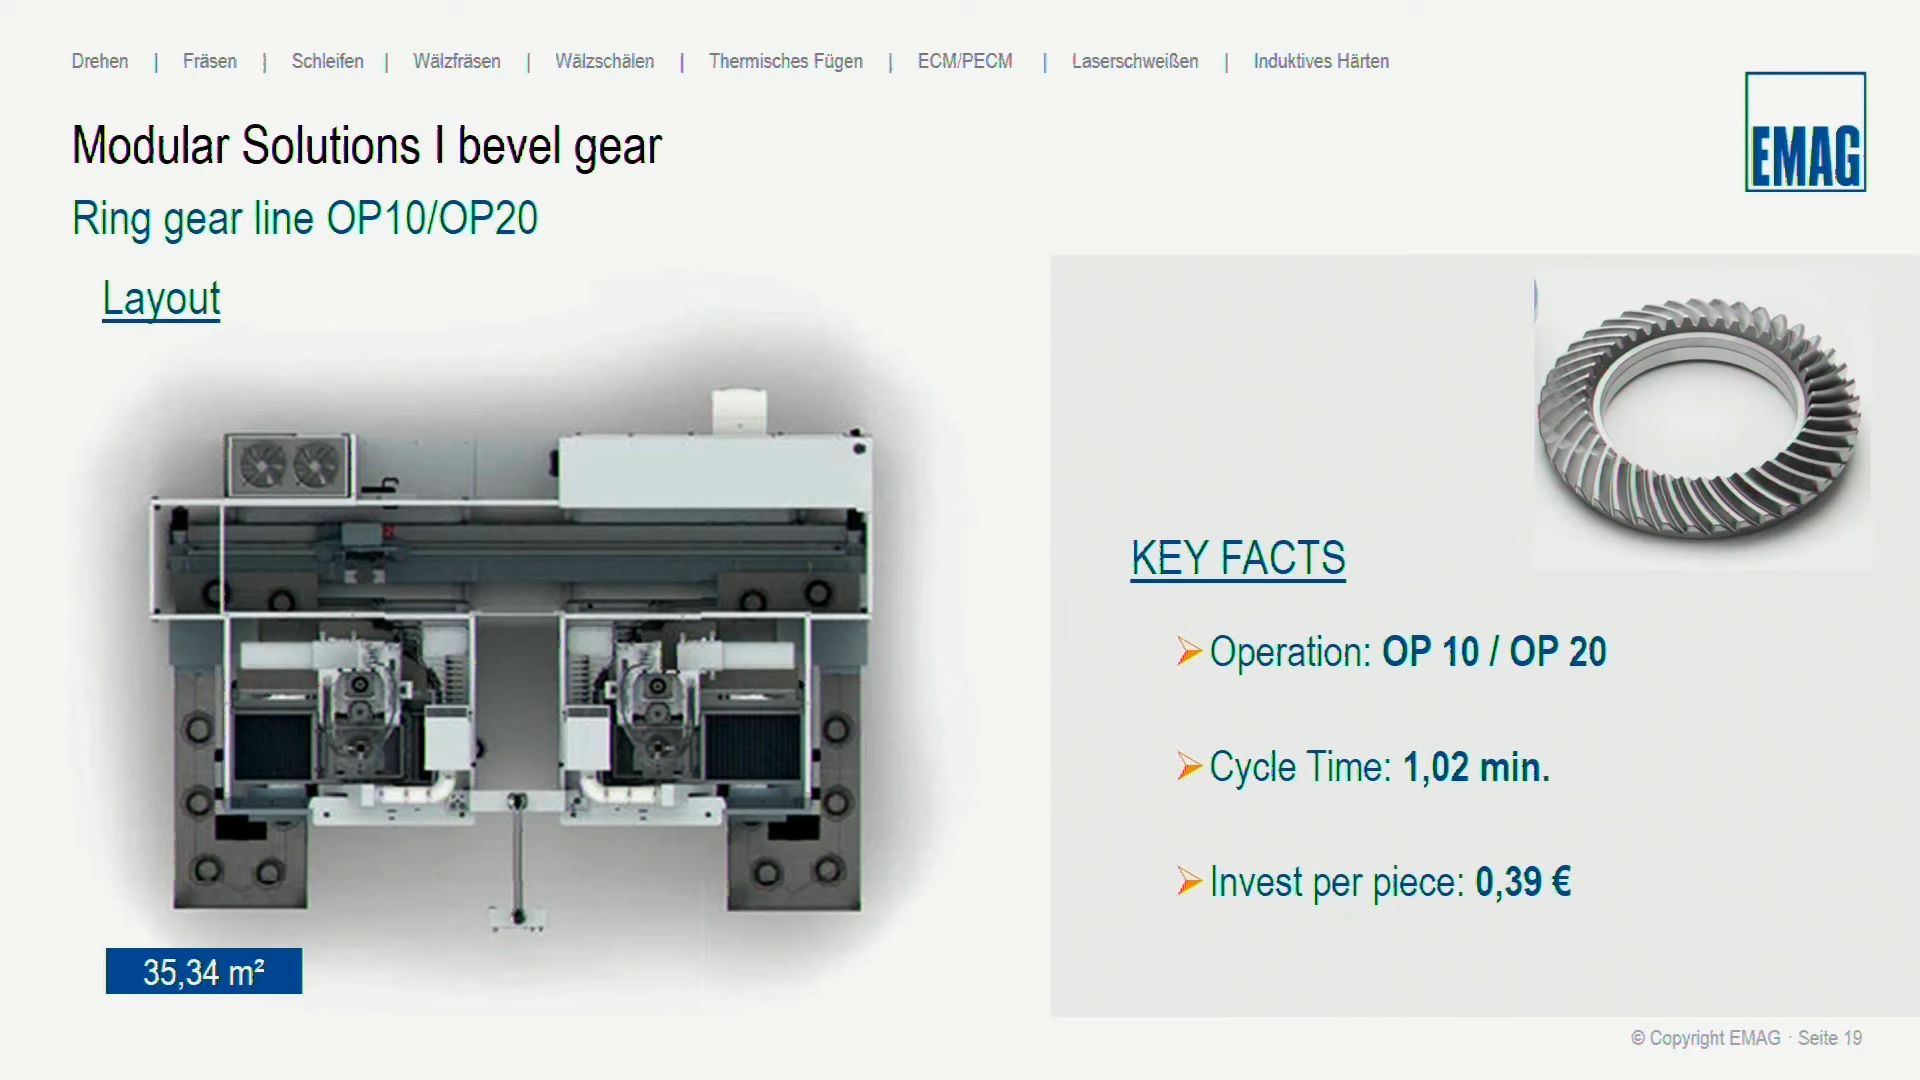 Drehen | Fräsen | Schleifen | Wälzfräsen | Wälzschälen | Thermisches Fügen | ECM/PECM | Laserschweißen | Induktives Härten
EMAG
Modular Solutions I bevel gear
Ring gear line OP10/OP20
Layout
35,34 m²
KEY FACTS
Operation: OP 10 / OP 20
Cycle Time: 1,02 min.
Invest per piece: 0,39 €
© Copyright EMAG · Seite 19